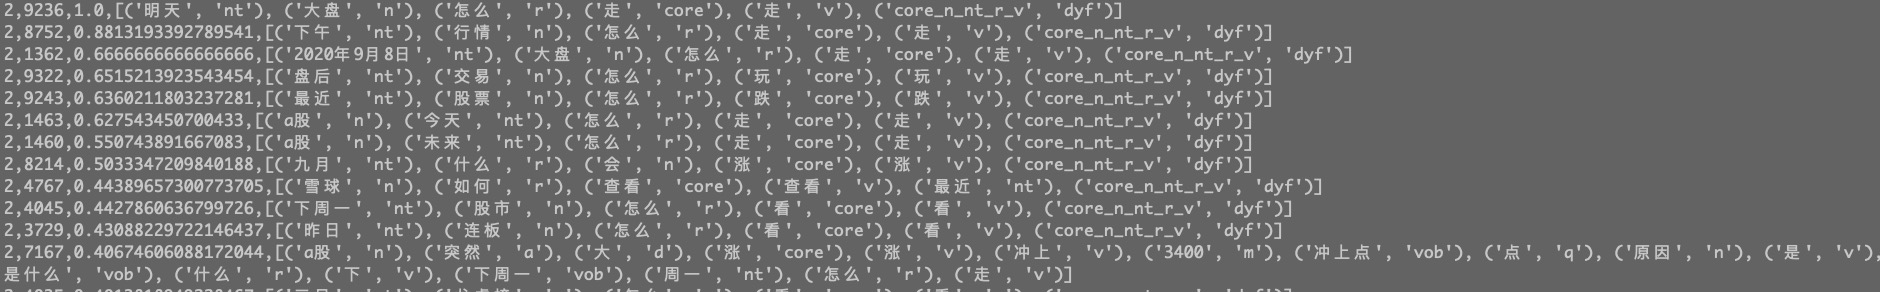 2,9236,1.0,[('明天', 'nt'), ('大盘', 'n'), ('怎么', 'r'), ('走', 'core'), ('走', 'v'), ('core_n_nt_r_v', 'dyf')]
2,8752,0.8813193392789541,[('下午', 'nt'), ('行情', 'n'), ('怎么', 'r'), ('走', 'core'), ('走', 'v'), ('core_n_nt_r_v', 'dyf')]
2,1362,0.6666666666666666,[('2020年9月8日', 'nt'), ('大盘', 'n'), ('怎么', 'r'), ('走', 'core'), ('走', 'v'), ('core_n_nt_r_v', 'dyf')]
2,9322,0.6515213923543454,[('盘后', 'nt'), ('交易', 'n'), ('怎么', 'r'), ('玩', 'core'), ('玩', 'v'), ('core_n_nt_r_v', 'dyf')]
2,9243,0.6360211803237281,[('最近', 'nt'), ('股票', 'n'), ('怎么', 'r'), ('跌', 'core'), ('跌', 'v'), ('core_n_nt_r_v', 'dyf')]
2,1463,0.627543450700433,[('a股', 'n'), ('今天', 'nt'), ('怎么', 'r'), ('走', 'core'), ('走', 'v'), ('core_n_nt_r_v', 'dyf')]
2,1460,0.550743891667083,[('a股', 'n'), ('未来', 'nt'), ('怎么', 'r'), ('走', 'core'), ('走', 'v'), ('core_n_nt_r_v', 'dyf')]
2,8214,0.5033347209840188,[('九月', 'nt'), ('什么', 'r'), ('会', 'n'), ('涨', 'core'), ('涨', 'v'), ('core_n_nt_r_v', 'dyf')]
2,4767,0.44389657300773705,[('雪球', 'n'), ('如何', 'r'), ('查看', 'core'), ('查看', 'v'), ('最近', 'nt'), ('core_n_nt_r_v', 'dyf')]
2,4045,0.4427860636799726,[('下周一', 'nt'), ('股市', 'n'), ('怎么', 'r'), ('看', 'core'), ('看', 'v'), ('core_n_nt_r_v', 'dyf')]
2,3729,0.43088229722146437,[('昨日', 'nt'), ('连板', 'n'), ('怎么', 'r'), ('看', 'core'), ('看', 'v'), ('core_n_nt_r_v', 'dyf')]
2,7167,0.406746060881720​44,[('a股', 'n'), ('突然', 'a'), ('大', 'd'), ('涨', 'core'), ('涨', 'v'), ('冲上', 'v'), ('3400', 'm'), ('冲上点', 'vob'), ('点', 'q'), ('原因', 'n'), ('是', 'v'),
是什么', 'vob'), ('什么', 'r'), ('下', 'v'), ('下周一', 'vob'), ('周一', 'nt'), ('怎么', 'r'), ('走', 'v')]